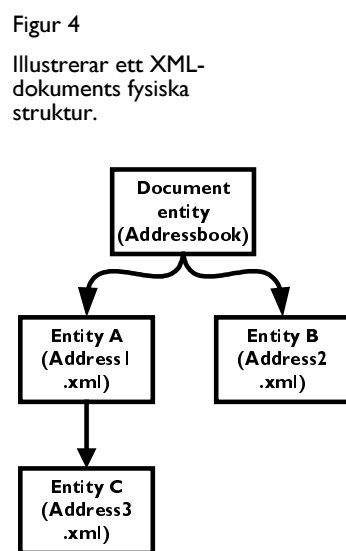 Figur 4
Illustrerar ett XML-
dokuments fysiska
struktur.
Document
entity
(Addressbook)
Entity A
(Address1
.xml)
Entity B
(Address2
.xml)
Entity C
(Address3
.xml)